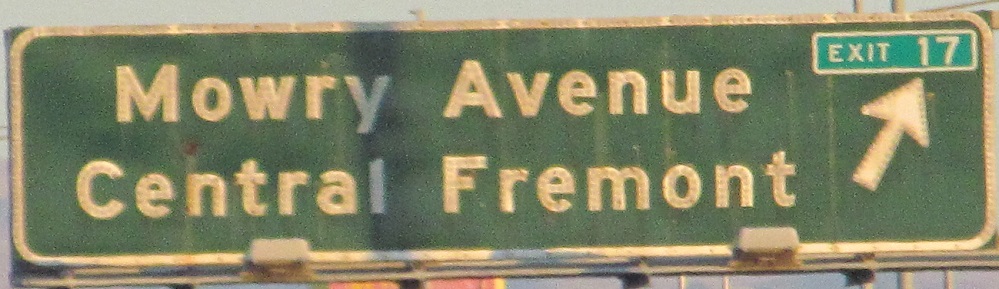 EXIT 17
Mowry Avenue
Central Fremont